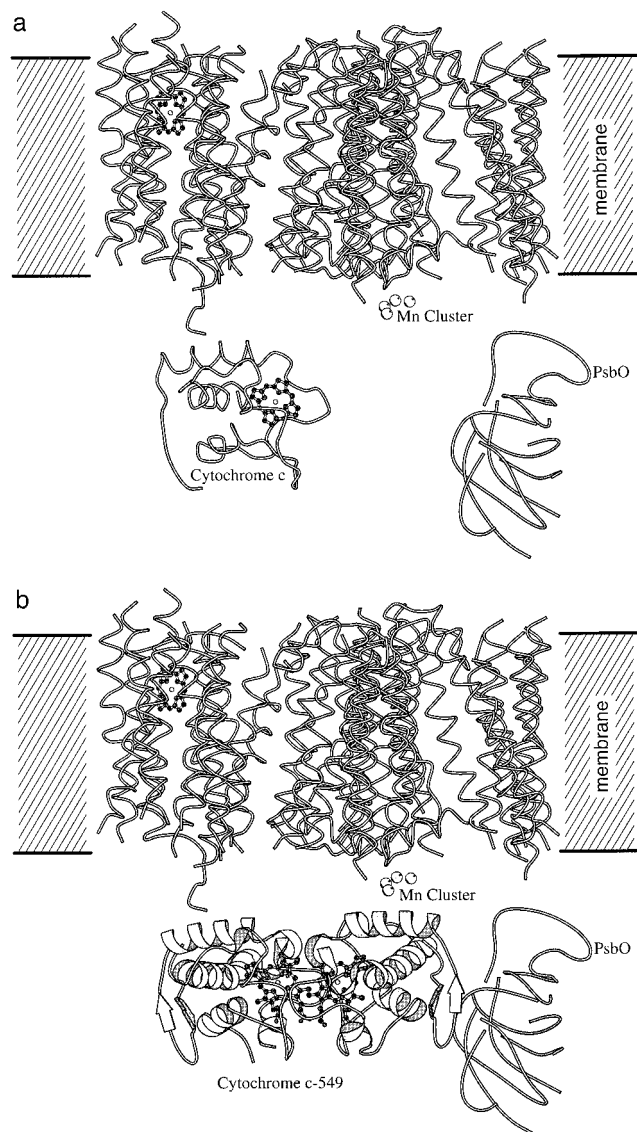 a
membrane
Mn Cluster
PsbO
Cytochrome c
b
membrane
Mn Cluster
PsbO
Cytochrome c-549